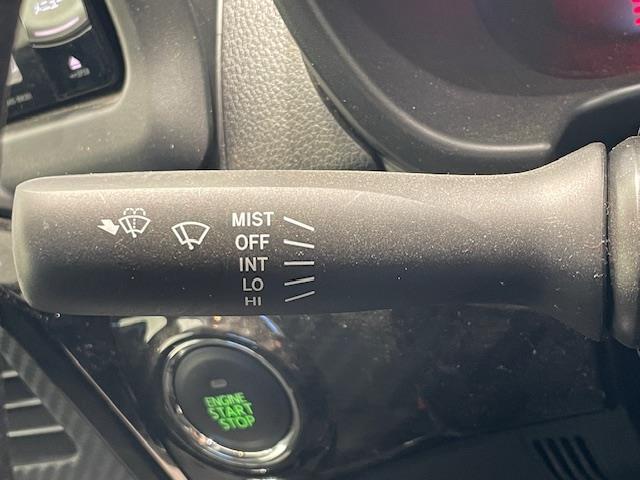 MIST
OFF
INT
LO
HI
ENGINE
START
STOP